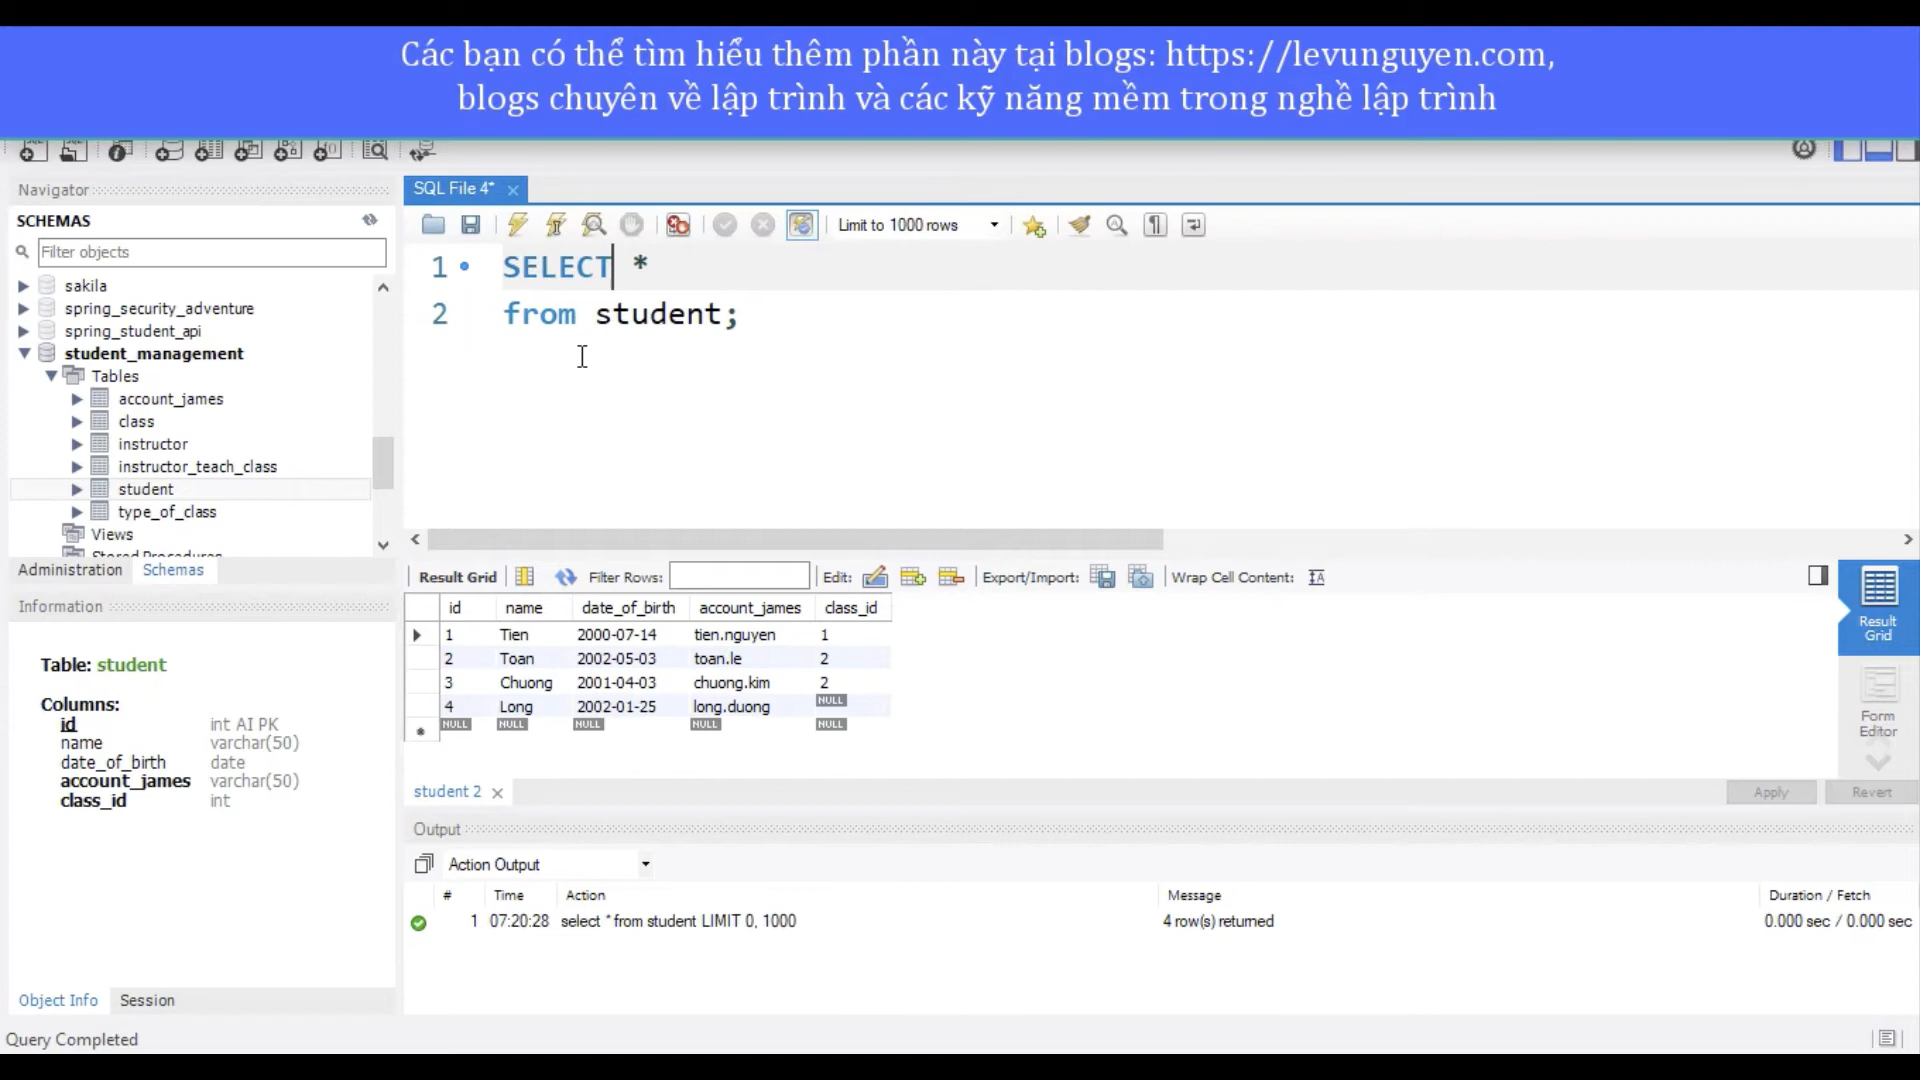 Các bạn có thể tìm hiểu thêm phần này tại blogs: https://levunguyen.com,
blogs chuyên về lập trình và các kỹ năng mềm trong nghề lập trình
Navigator
SCHEMAS
Filter objects
sakila
spring_security_adventure
spring_student_api
student_management
Tables
account_james
class
instructor
instructor_teach_class
student
type_of_class
Views
Stored Procedures
Administration Schemas
Information
Table: student
Columns:
id int AI PK
name varchar(50)
date_of_birth date
account_james varchar(50)
class_id int
Object Info Session
Query Completed
SQL File 4*
Limit to 1000 rows
1 SELECT *
2 from student;
Result Grid Filter Rows: Edit: Export/Import: Wrap Cell Content:
id name date_of_birth account_james class_id
1 Tien 2000-07-14 tien.nguyen 1
2 Toan 2002-05-03 toan.le 2
3 Chuong 2001-04-03 chuong.kim 2
4 Long 2002-01-25 long.duong NULL
NULL NULL NULL NULL NULL
Result
Grid
Form
Editor
student 2
Apply Revert
Output
Action Output
# Time Action Message Duration / Fetch
1 07:20:28 select * from student LIMIT 0, 1000 4 row(s) returned 0.000 sec / 0.000 sec